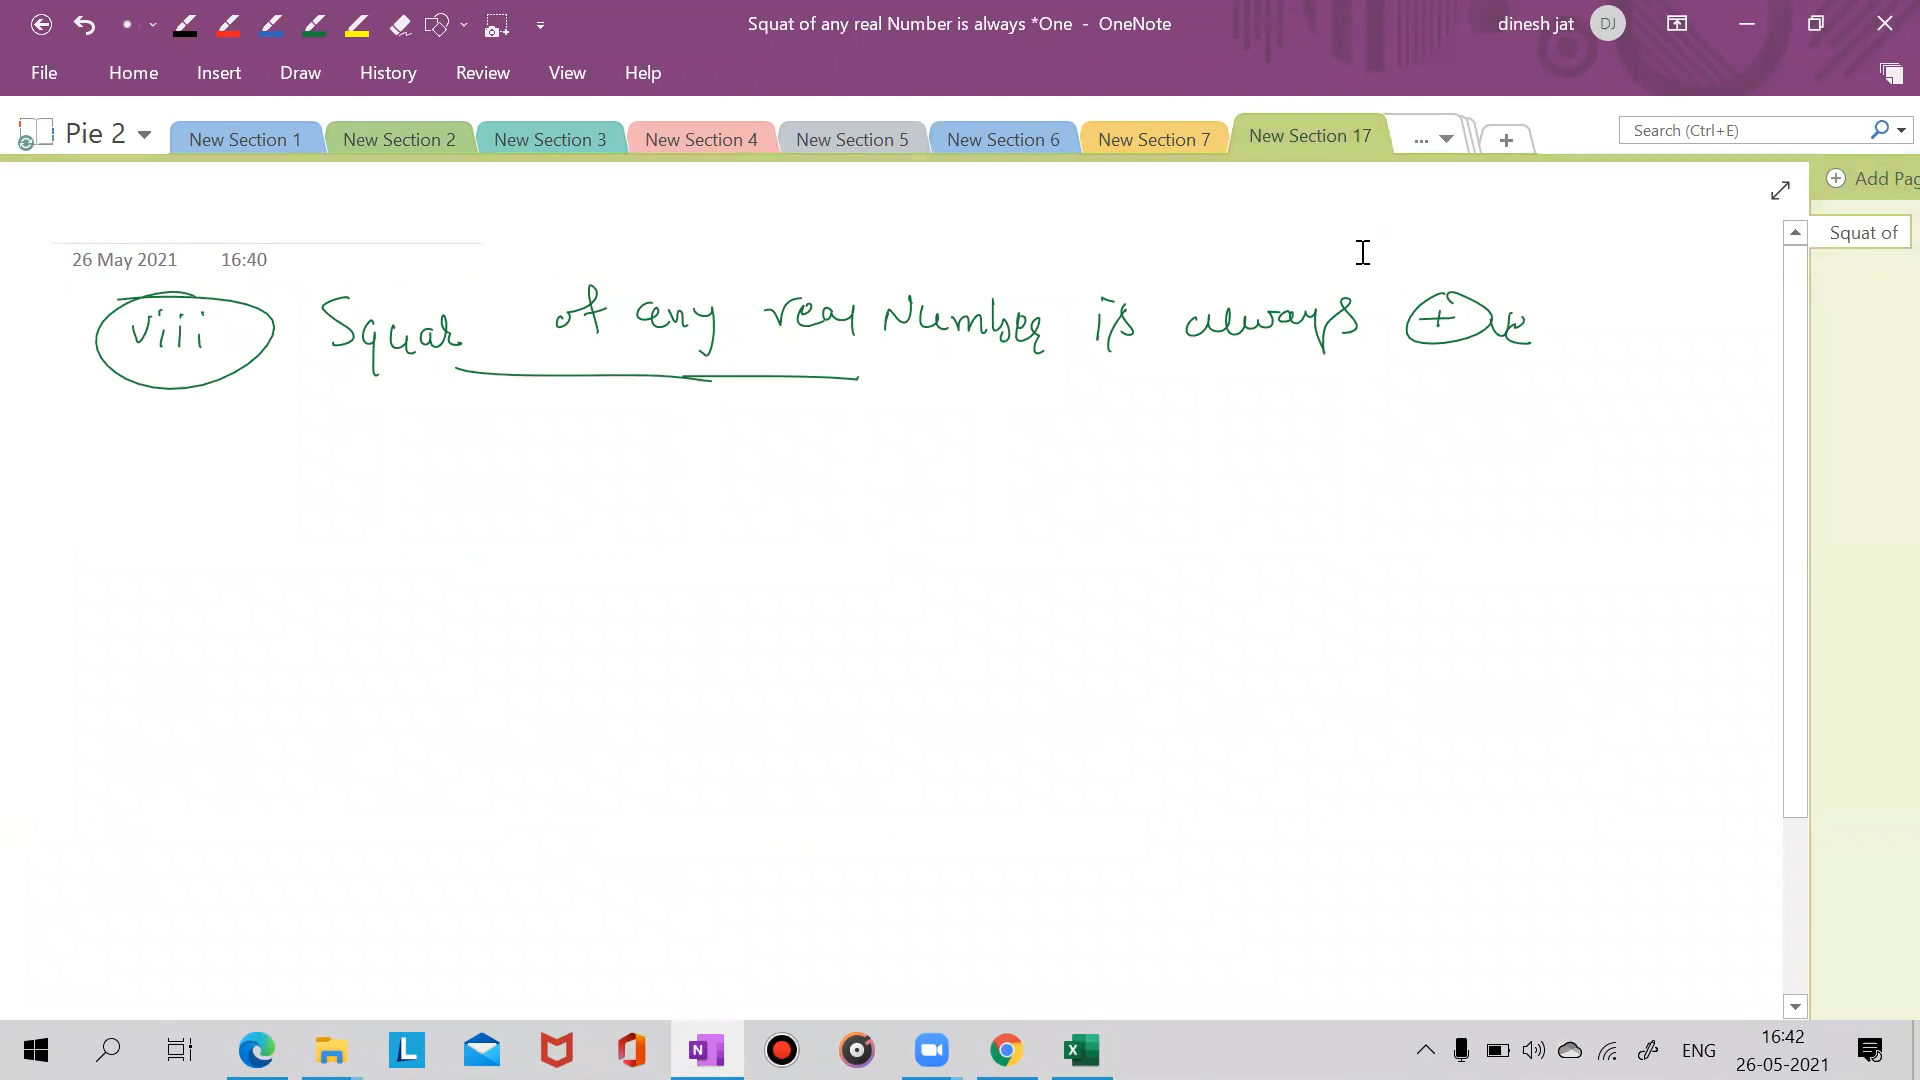 Squat of any real Number is always *One - OneNote
dinesh jat
DJ
File Home Insert Draw History Review View Help
Pie 2
New Section 1
New Section 2
New Section 3
New Section 4
New Section 5
New Section 6
New Section 7
New Section 17
...
Search (Ctrl+E)
Add Pag
Squat of
26 May 2021 16:40
viii Squar of any real Number is always +ve
L
N
X
ENG
16:42
26-05-2021